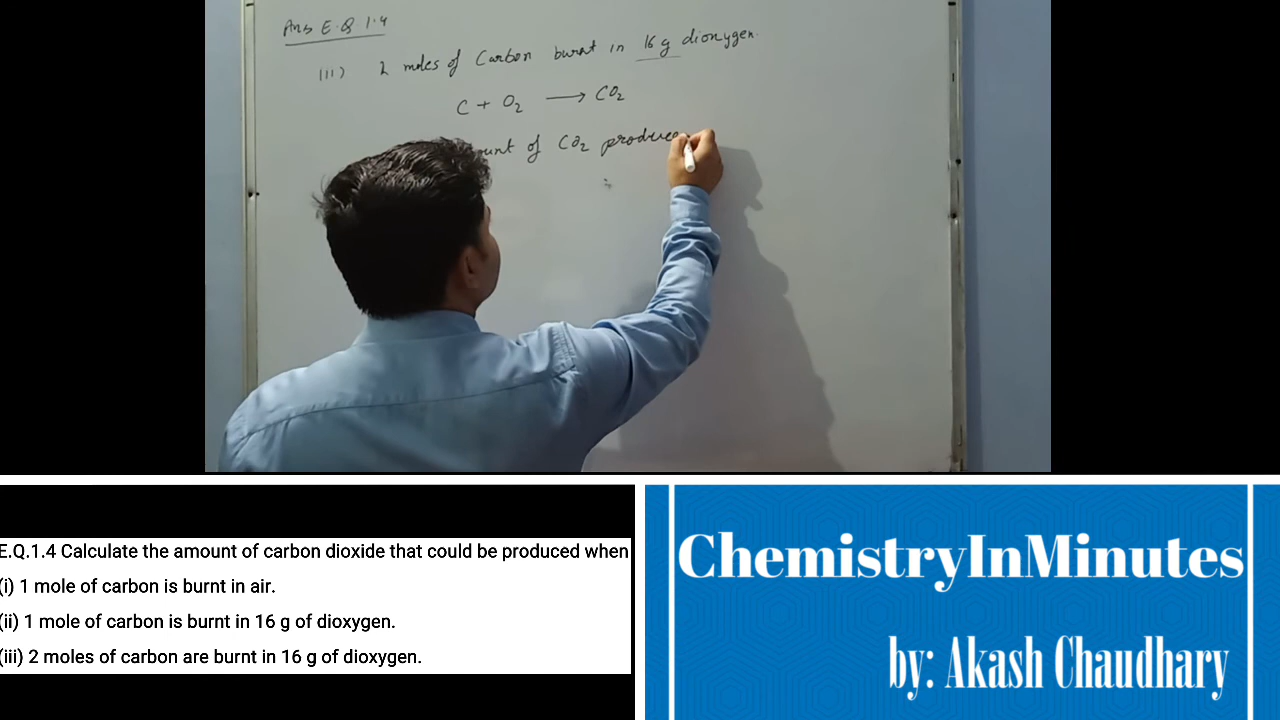 Ans E.Q 1.4
iii) 2 moles of Carbon burnt in 16 g dioxygen.
C + O₂ ⟶ CO₂
of CO₂ produce
E.Q.1.4 Calculate the amount of carbon dioxide that could be produced when
(i) 1 mole of carbon is burnt in air.
(ii) 1 mole of carbon is burnt in 16 g of dioxygen.
(iii) 2 moles of carbon are burnt in 16 g of dioxygen.
ChemistryInMinutes
by: Akash Chaudhary